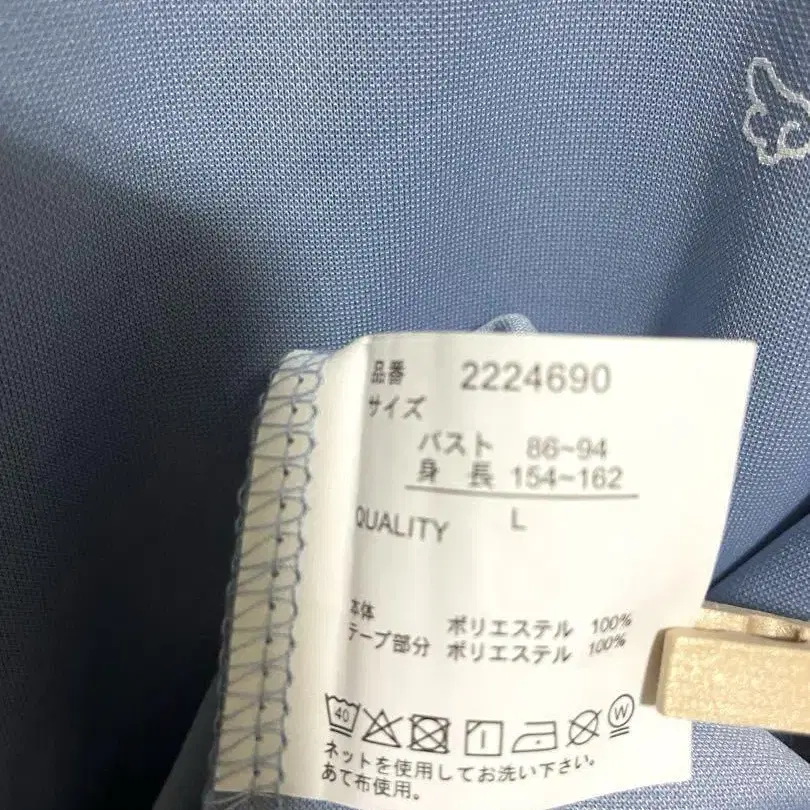 品番 2224690
サイズ
バスト 86~94
身 長 154~162
L
QUALITY
本体 ポリエステル 100%
テープ部分 ポリエステル 100%
40 W
ネットを使用してお洗い下さい。
あて布使用。